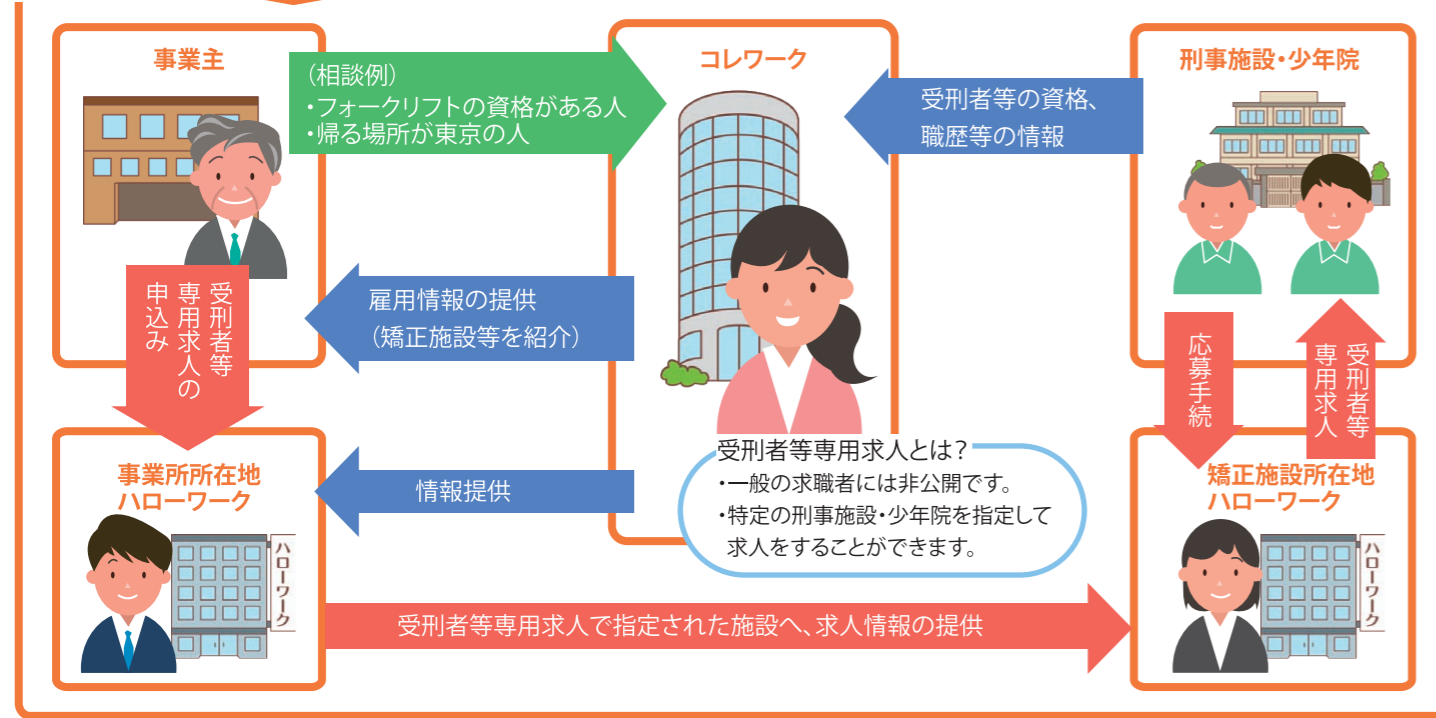 事業主
(相談例)
・フォークリフトの資格がある人
・帰る場所が東京の人
コレワーク
受刑者等の資格、
職歴等の情報
刑事施設・少年院
雇用情報の提供
(矯正施設等を紹介)
受刑者等
専用求人の
申込み
応募手続
受刑者等
専用求人
事業所所在地
ハローワーク
ハローワーク
情報提供
受刑者等専用求人とは?
・一般の求職者には非公開です。
・特定の刑事施設・少年院を指定して
求人をすることができます。
矯正施設所在地
ハローワーク
ハローワーク
受刑者等専用求人で指定された施設へ、求人情報の提供